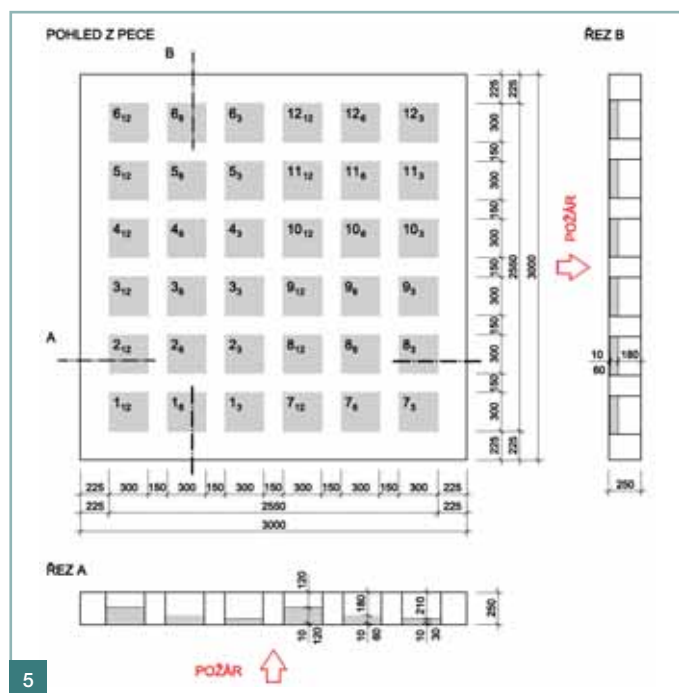 POHLED Z PECE
B
ŘEZ B
6₁₂ 6₆ 6₃ 12₁₂ 12₆ 12₃
5₁₂ 5₆ 5₃ 11₁₂ 11₆ 11₃
4₁₂ 4₆ 4₃ 10₁₂ 10₆ 10₃
3₁₂ 3₆ 3₃ 9₁₂ 9₆ 9₃
A
2₁₂ 2₆ 2₃ 8₁₂ 8₆ 8₃
1₁₂ 1₆ 1₃ 7₁₂ 7₆ 7₃
225
300
150
300
150
300
150
300
150
300
150
300
225
225
2550
225
3000
POŽÁR
10 180
60
250
225 300 150 300 150 300 150 300 150 300 150 300 225
225 2550 225
3000
ŘEZ A
120 180 210
10 120 10 60 10 30
250
POŽÁR
5